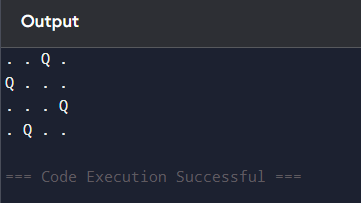 Output
. . Q .
Q . . .
. . . Q
. Q . .
=== Code Execution Successful ===